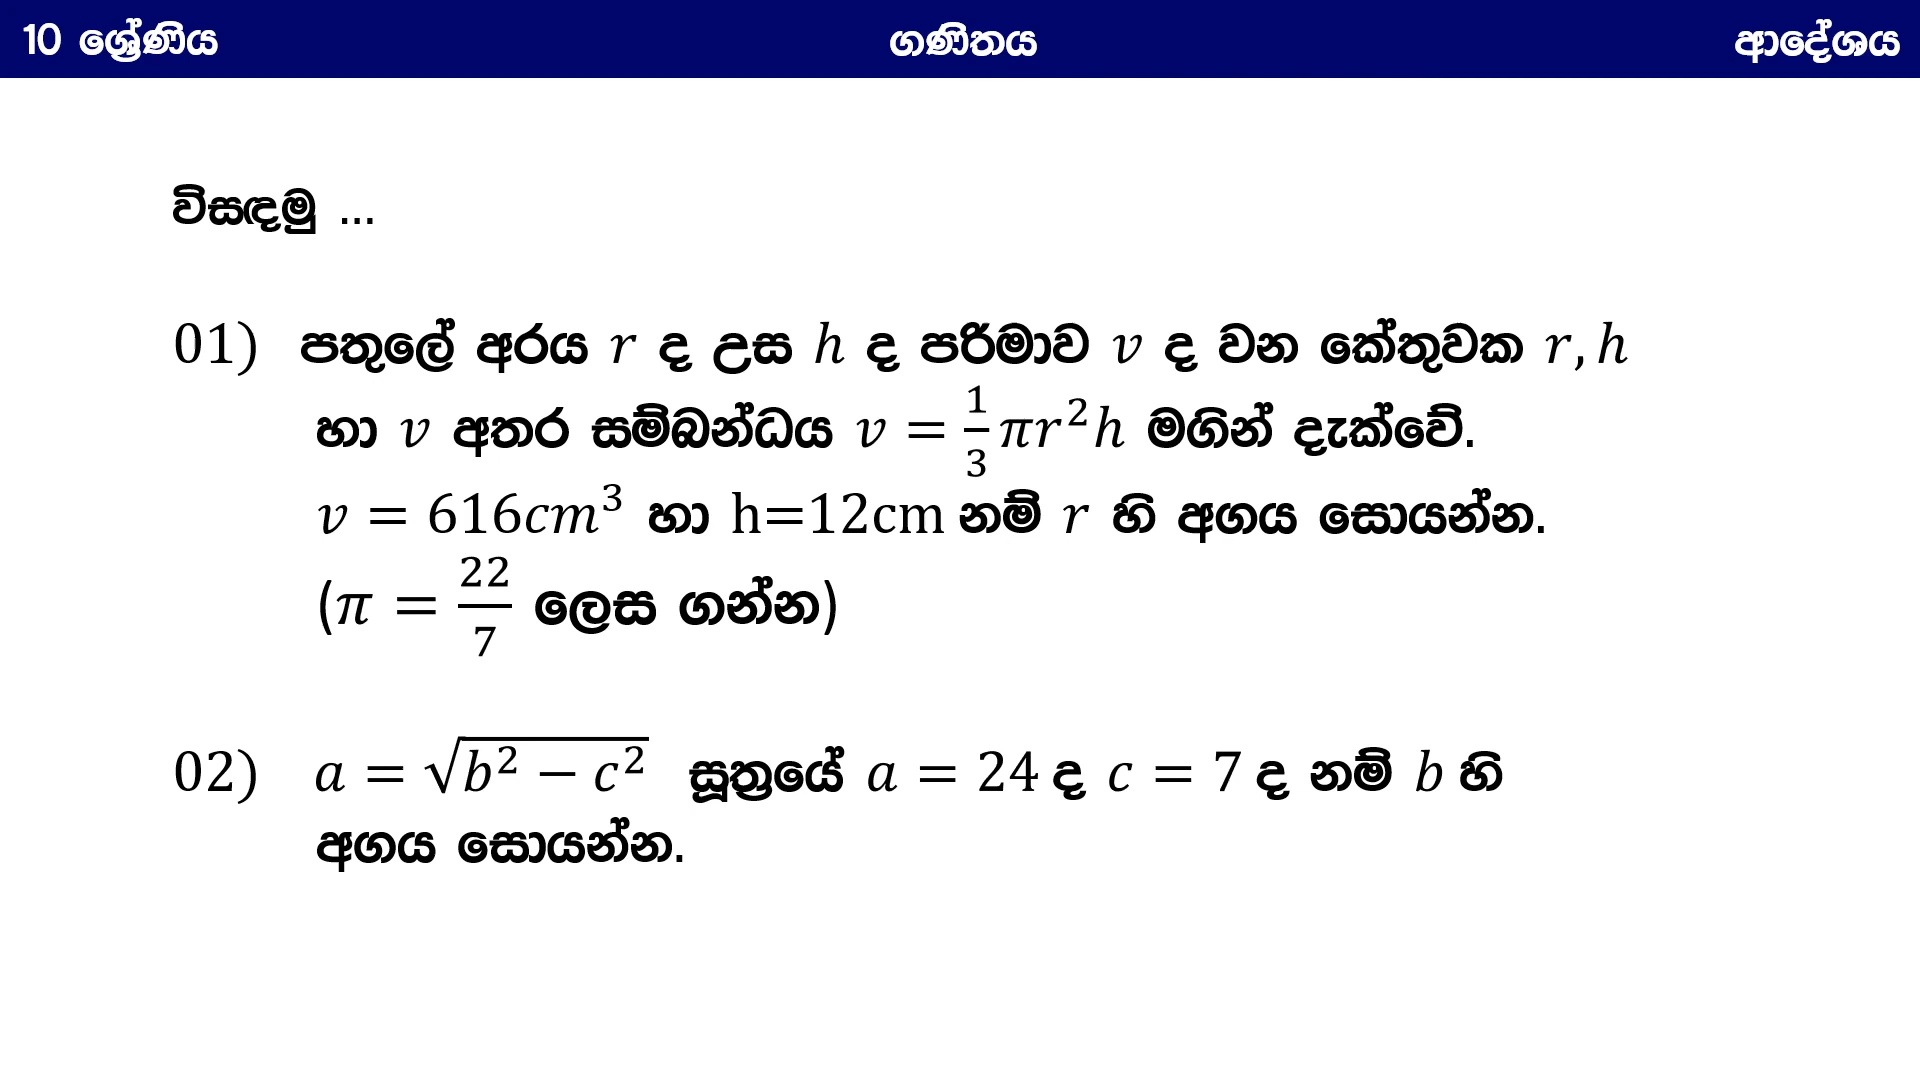 10 ශ්‍රේණිය ගණිතය ආදේශය
විසඳමු ...
01) පතුලේ අරය r ද උස h ද පරිමාව v ද වන කේතුවක r, h
හා v අතර සම්බන්ධය v = 1/3 πr²h මගින් දැක්වේ.
v = 616cm³ හා h=12cm නම් r හි අගය සොයන්න.
(π = 22/7 ලෙස ගන්න)
02) a = √(b² − c²) සූත්‍රයේ a = 24 ද c = 7 ද නම් b හි
අගය සොයන්න.